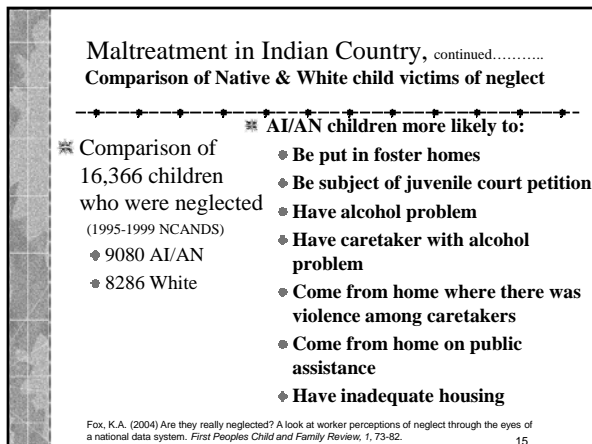 Maltreatment in Indian Country, continued………..
Comparison of Native & White child victims of neglect
Comparison of
16,366 children
who were neglected
(1995-1999 NCANDS)
9080 AI/AN
8286 White
AI/AN children more likely to:
Be put in foster homes
Be subject of juvenile court petition
Have alcohol problem
Have caretaker with alcohol
problem
Come from home where there was
violence among caretakers
Come from home on public
assistance
Have inadequate housing
Fox, K.A. (2004) Are they really neglected? A look at worker perceptions of neglect through the eyes of
a national data system. First Peoples Child and Family Review, 1, 73-82.
15